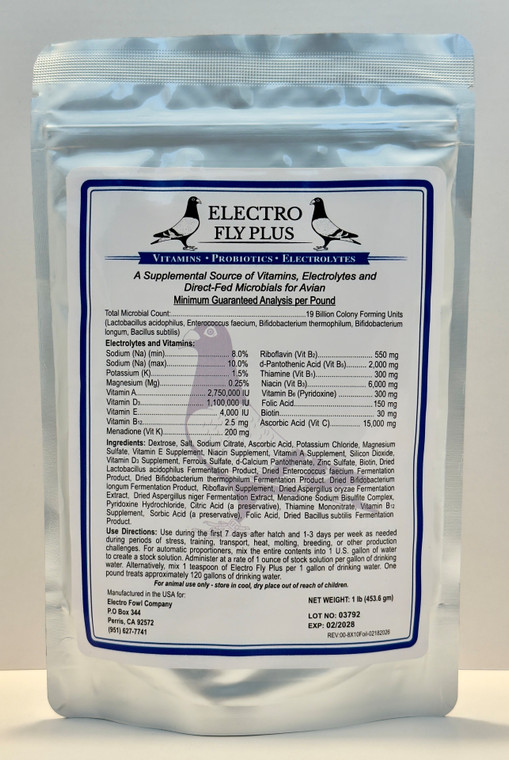 ELECTRO
FLY PLUS
VITAMINS • PROBIOTICS • ELECTROLYTES
A Supplemental Source of Vitamins, Electrolytes and
Direct-Fed Microbials for Avian
Minimum Guaranteed Analysis per Pound
Total Microbial Count:..........19 Billion Colony Forming Units
(Lactobacillus acidophilus, Enterococcus faecium, Bifidobacterium thermophilum, Bifidobacterium
longum, Bacillus subtilis)
Electrolytes and Vitamins:
Sodium (Na) (min)..........8.0%
Sodium (Na) (max)..........10.0%
Potassium (K)..........1.5%
Magnesium (Mg)..........0.25%
Vitamin A..........2,750,000 IU
Vitamin D₃..........1,100,000 IU
Vitamin E..........4,000 IU
Vitamin B₁₂..........2.5 mg
Menadione (Vit K)..........200 mg
Riboflavin (Vit B₂)..........550 mg
d-Pantothenic Acid (Vit B₅)..........2,000 mg
Thiamine (Vit B₁)..........300 mg
Niacin (Vit B₃)..........6,000 mg
Vitamin B₆ (Pyridoxine)..........300 mg
Folic Acid..........150 mg
Biotin..........30 mg
Ascorbic Acid (Vit C)..........15,000 mg
Ingredients: Dextrose, Salt, Sodium Citrate, Ascorbic Acid, Potassium Chloride, Magnesium
Sulfate, Vitamin E Supplement, Niacin Supplement, Vitamin A Supplement, Silicon Dioxide,
Vitamin D₃ Supplement, Ferrous Sulfate, d-Calcium Pantothenate, Zinc Sulfate, Biotin, Dried
Lactobacillus acidophilus Fermentation Product, Dried Enterococcus faecium Fermentation
Product, Dried Bifidobacterium thermophilum Fermentation Product, Dried Bifidobacterium
longum Fermentation Product, Riboflavin Supplement, Dried Aspergillus oryzae Fermentation
Extract, Dried Aspergillus niger Fermentation Extract, Menadione Sodium Bisulfite Complex,
Pyridoxine Hydrochloride, Citric Acid (a preservative), Thiamine Mononitrate, Vitamin B₁₂
Supplement, Sorbic Acid (a preservative), Folic Acid, Dried Bacillus subtilis Fermentation
Product.
Use Directions: Use during the first 7 days after hatch and 1-3 days per week as needed
during periods of stress, training, transport, heat, molting, breeding, or other production
challenges. For automatic proportioners, mix the entire contents into 1 U.S. gallon of water
to create a stock solution. Administer at a rate of 1 ounce of stock solution per gallon of drinking
water. Alternatively, mix 1 teaspoon of Electro Fly Plus per 1 gallon of drinking water. One
pound treats approximately 120 gallons of drinking water.
For animal use only - store in cool, dry place out of reach of children.
Manufactured in the USA for:
Electro Fowl Company
P.O Box 344
Perris, CA 92572
(951) 627-7741
NET WEIGHT: 1 lb (453.6 gm)
LOT NO: 03792
EXP: 02/2028
REV:00-8X10Foil-02182026